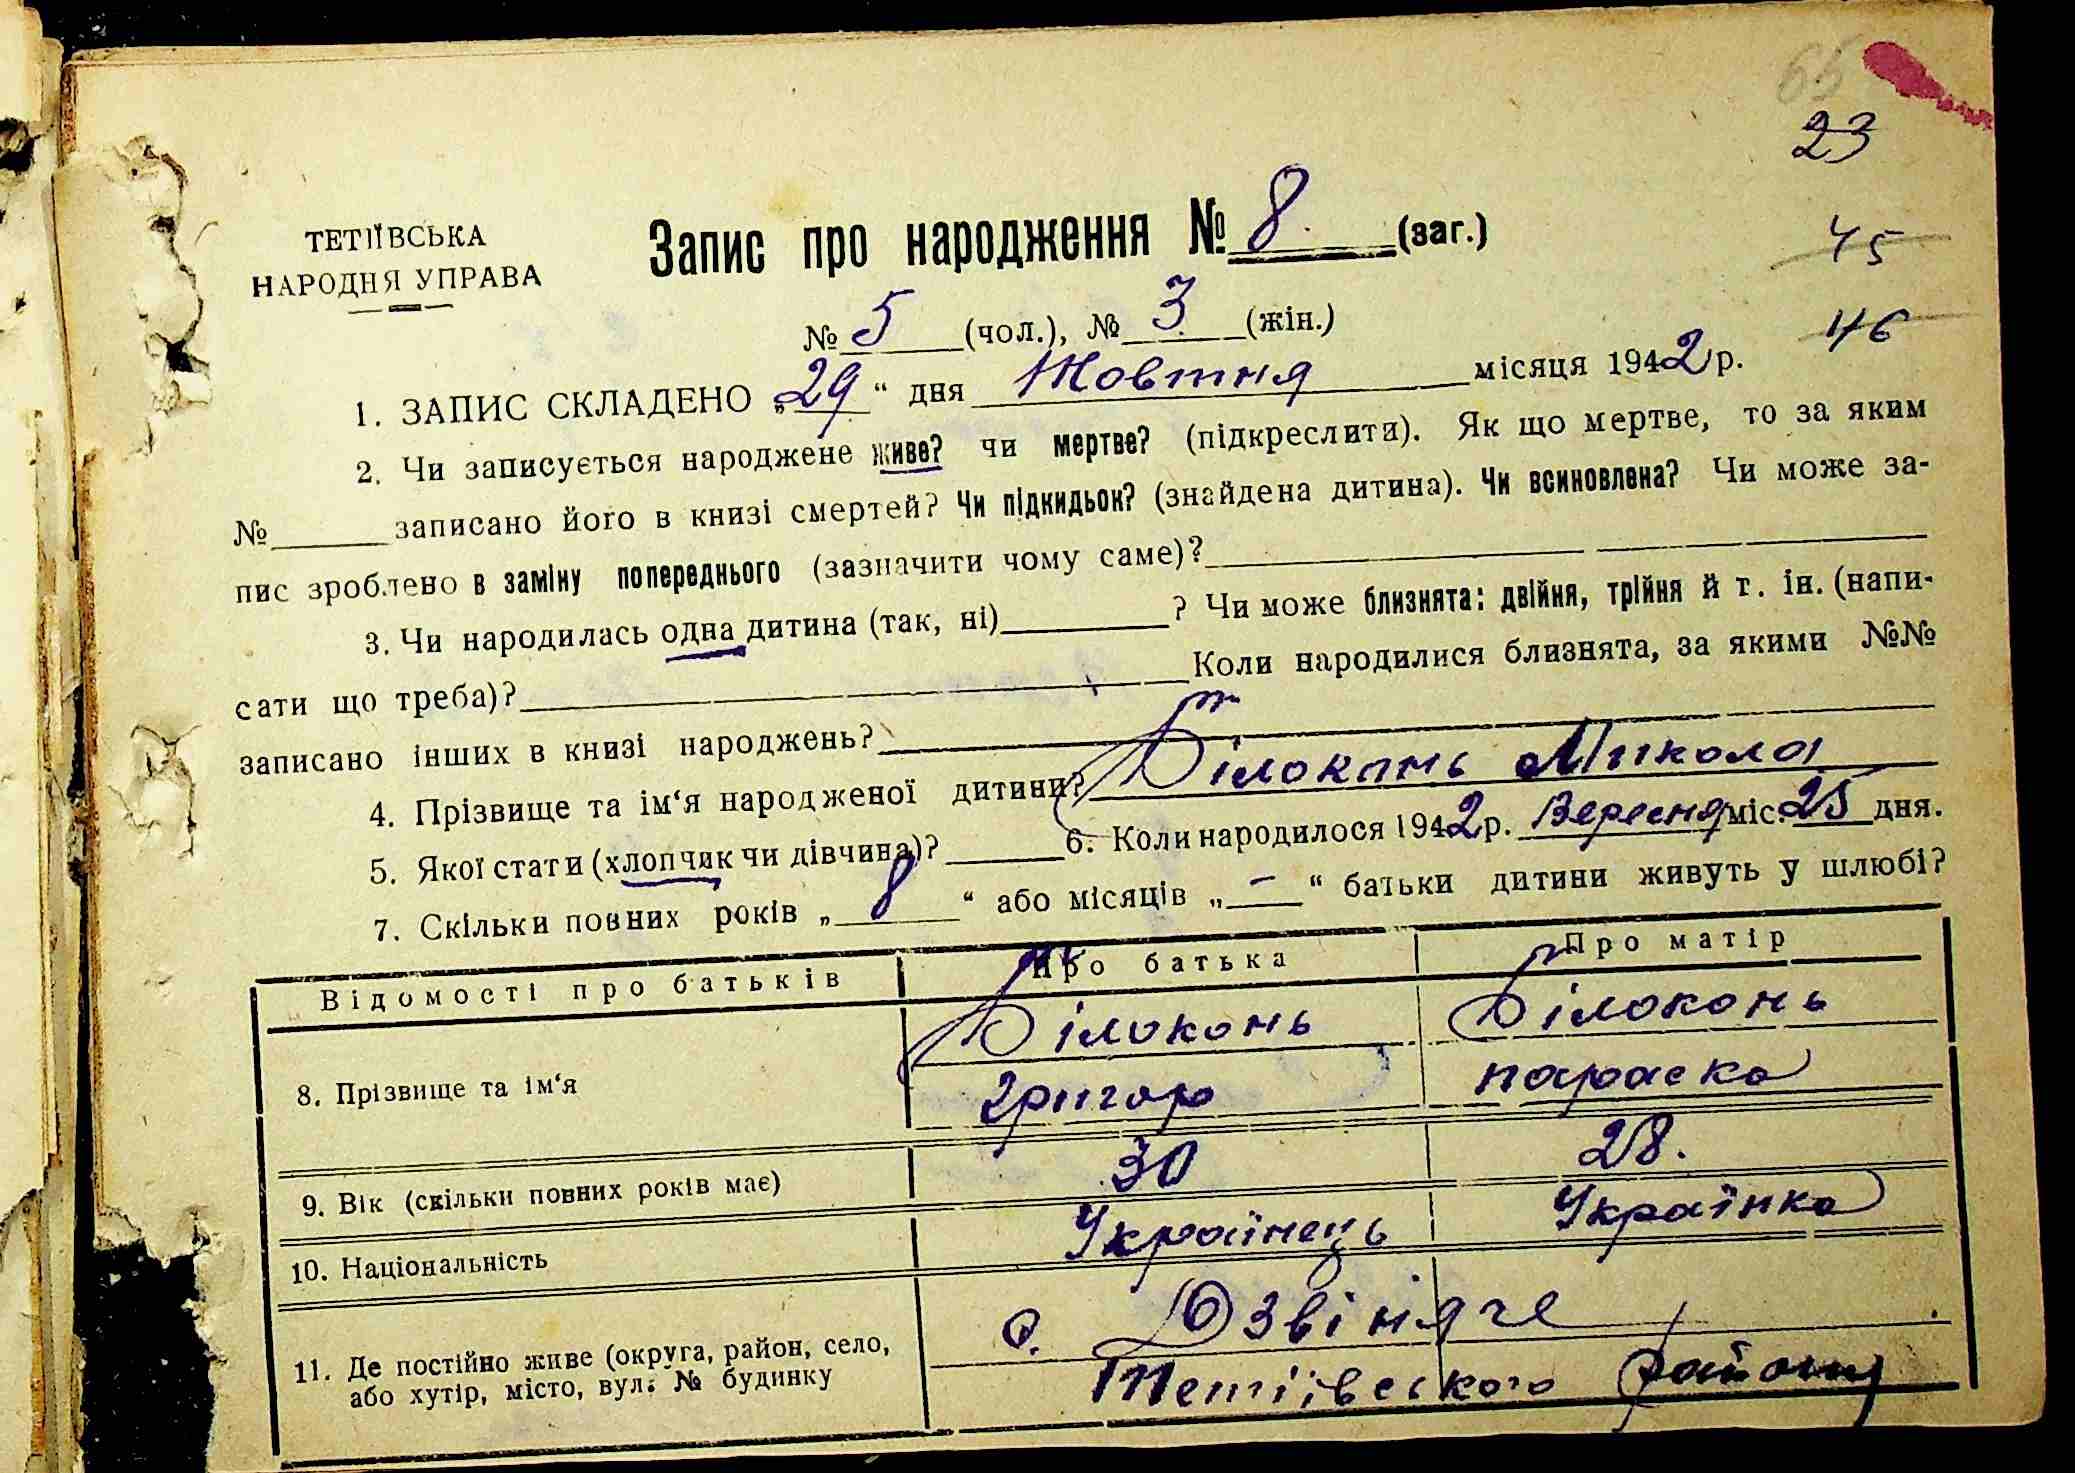 65
23
ТЕТІЇВСЬКА
НАРОДНЯ УПРАВА
Запис про народження № 8. (заг.)
45
№ 5 (чол.), № 3. (жін.)
46
1. ЗАПИС СКЛАДЕНО „29“ дня Жовтня місяця 1942 р.
2. Чи записується народжене живе? чи мертве? (підкреслити). Як що мертве, то за яким
№ записано його в книзі смертей? Чи підкидьок? (знайдена дитина). Чи всиновлена? Чи може за-
пис зроблено в заміну попереднього (зазначити чому саме)?
3. Чи народилась одна дитина (так, ні) ? Чи може близнята: двійня, трійня й т. ін. (напи-
сати що треба)? Коли народилися близнята, за якими №№
записано інших в книзі народжень?
4. Прізвище та ім‘я народженої дитини? Білоконь Микола
5. Якої стати (хлопчик чи дівчина)? 6. Коли народилося 1942 р. Вересня міс. 25 дня.
7. Скільки повних років „ 8 “ або місяців „ — “ батьки дитини живуть у шлюбі?
Відомості про батьків Про батька Про матір
8. Прізвище та ім‘я Білоконь Білоконь
Григор Параска
9. Вік (скільки повних років має) 30 28.
10. Національність Українець Українка
11. Де постійно живе (округа, район, село, с. Дзвіняче
або хутір, місто, вул. № будинку Тетіївського району